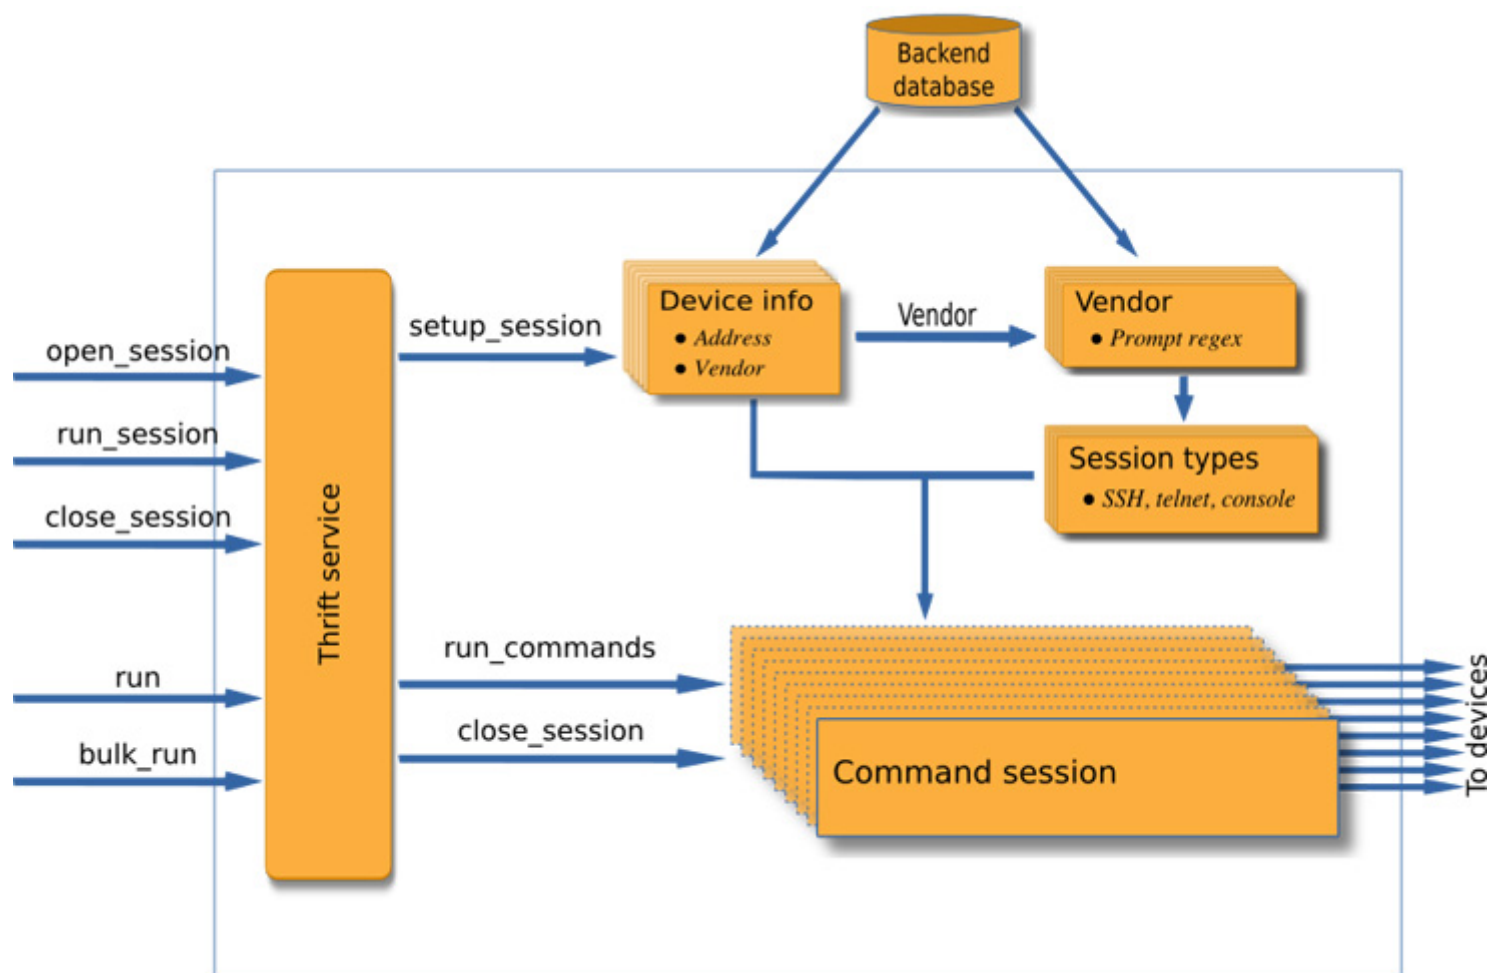 Backend
database
Device info
● Address
● Vendor
Vendor
Vendor
● Prompt regex
setup_session
open_session
run_session
close_session
Session types
● SSH, telnet, console
Thrift service
run
bulk_run
run_commands
close_session
Command session
To devices